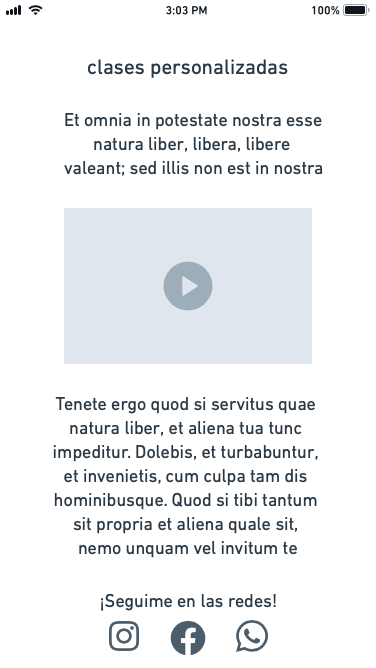 3:03 PM
100%
clases personalizadas
Et omnia in potestate nostra esse
natura liber, libera, libere
valeant; sed illis non est in nostra
Tenete ergo quod si servitus quae
natura liber, et aliena tua tunc
impeditur. Dolebis, et turbabuntur,
et invenietis, cum culpa tam dis
hominibusque. Quod si tibi tantum
sit propria et aliena quale sit,
nemo unquam vel invitum te
¡Seguime en las redes!